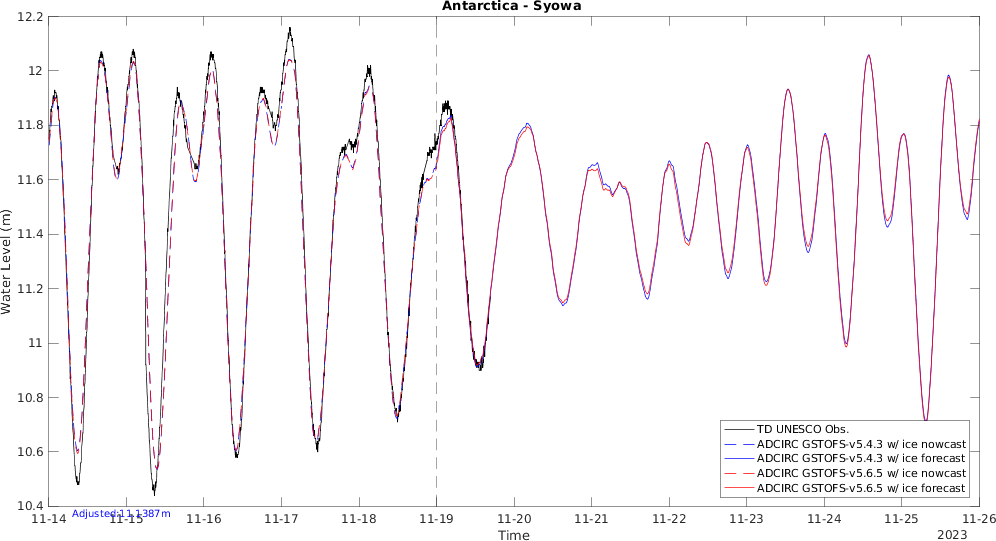 Antarctica - Syowa
12.2
12
11.8
11.6
11.4
11.2
11
10.8
10.6
10.4
Water Level (m)
TD UNESCO Obs.
ADCIRC GSTOFS-v5.4.3 w/ ice nowcast
ADCIRC GSTOFS-v5.4.3 w/ ice forecast
ADCIRC GSTOFS-v5.6.5 w/ ice nowcast
ADCIRC GSTOFS-v5.6.5 w/ ice forecast
Adjusted:11.1387m
11-14 11-15 11-16 11-17 11-18 11-19 11-20 11-21 11-22 11-23 11-24 11-25 11-26
Time
2023